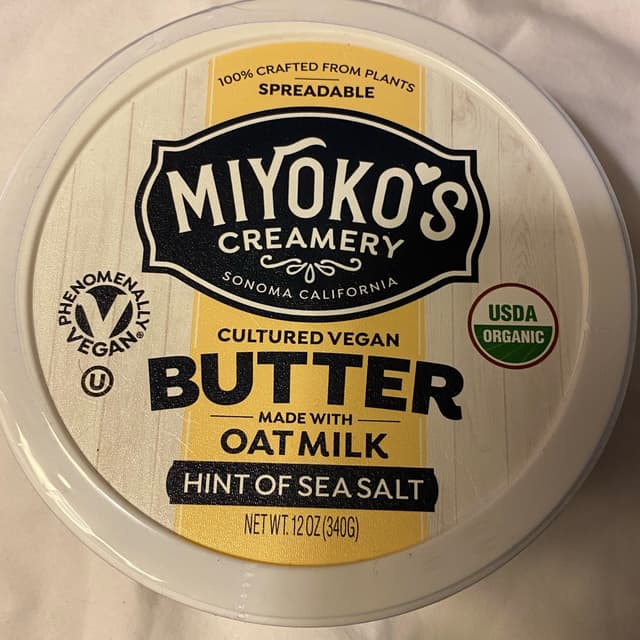 100% CRAFTED FROM PLANTS
SPREADABLE
MIYOKO'S
CREAMERY
SONOMA CALIFORNIA
PHENOMENALLY
VEGAN®
V
U
USDA
ORGANIC
CULTURED VEGAN
BUTTER
MADE WITH
OAT MILK
HINT OF SEA SALT
NET WT. 12 OZ (340G)